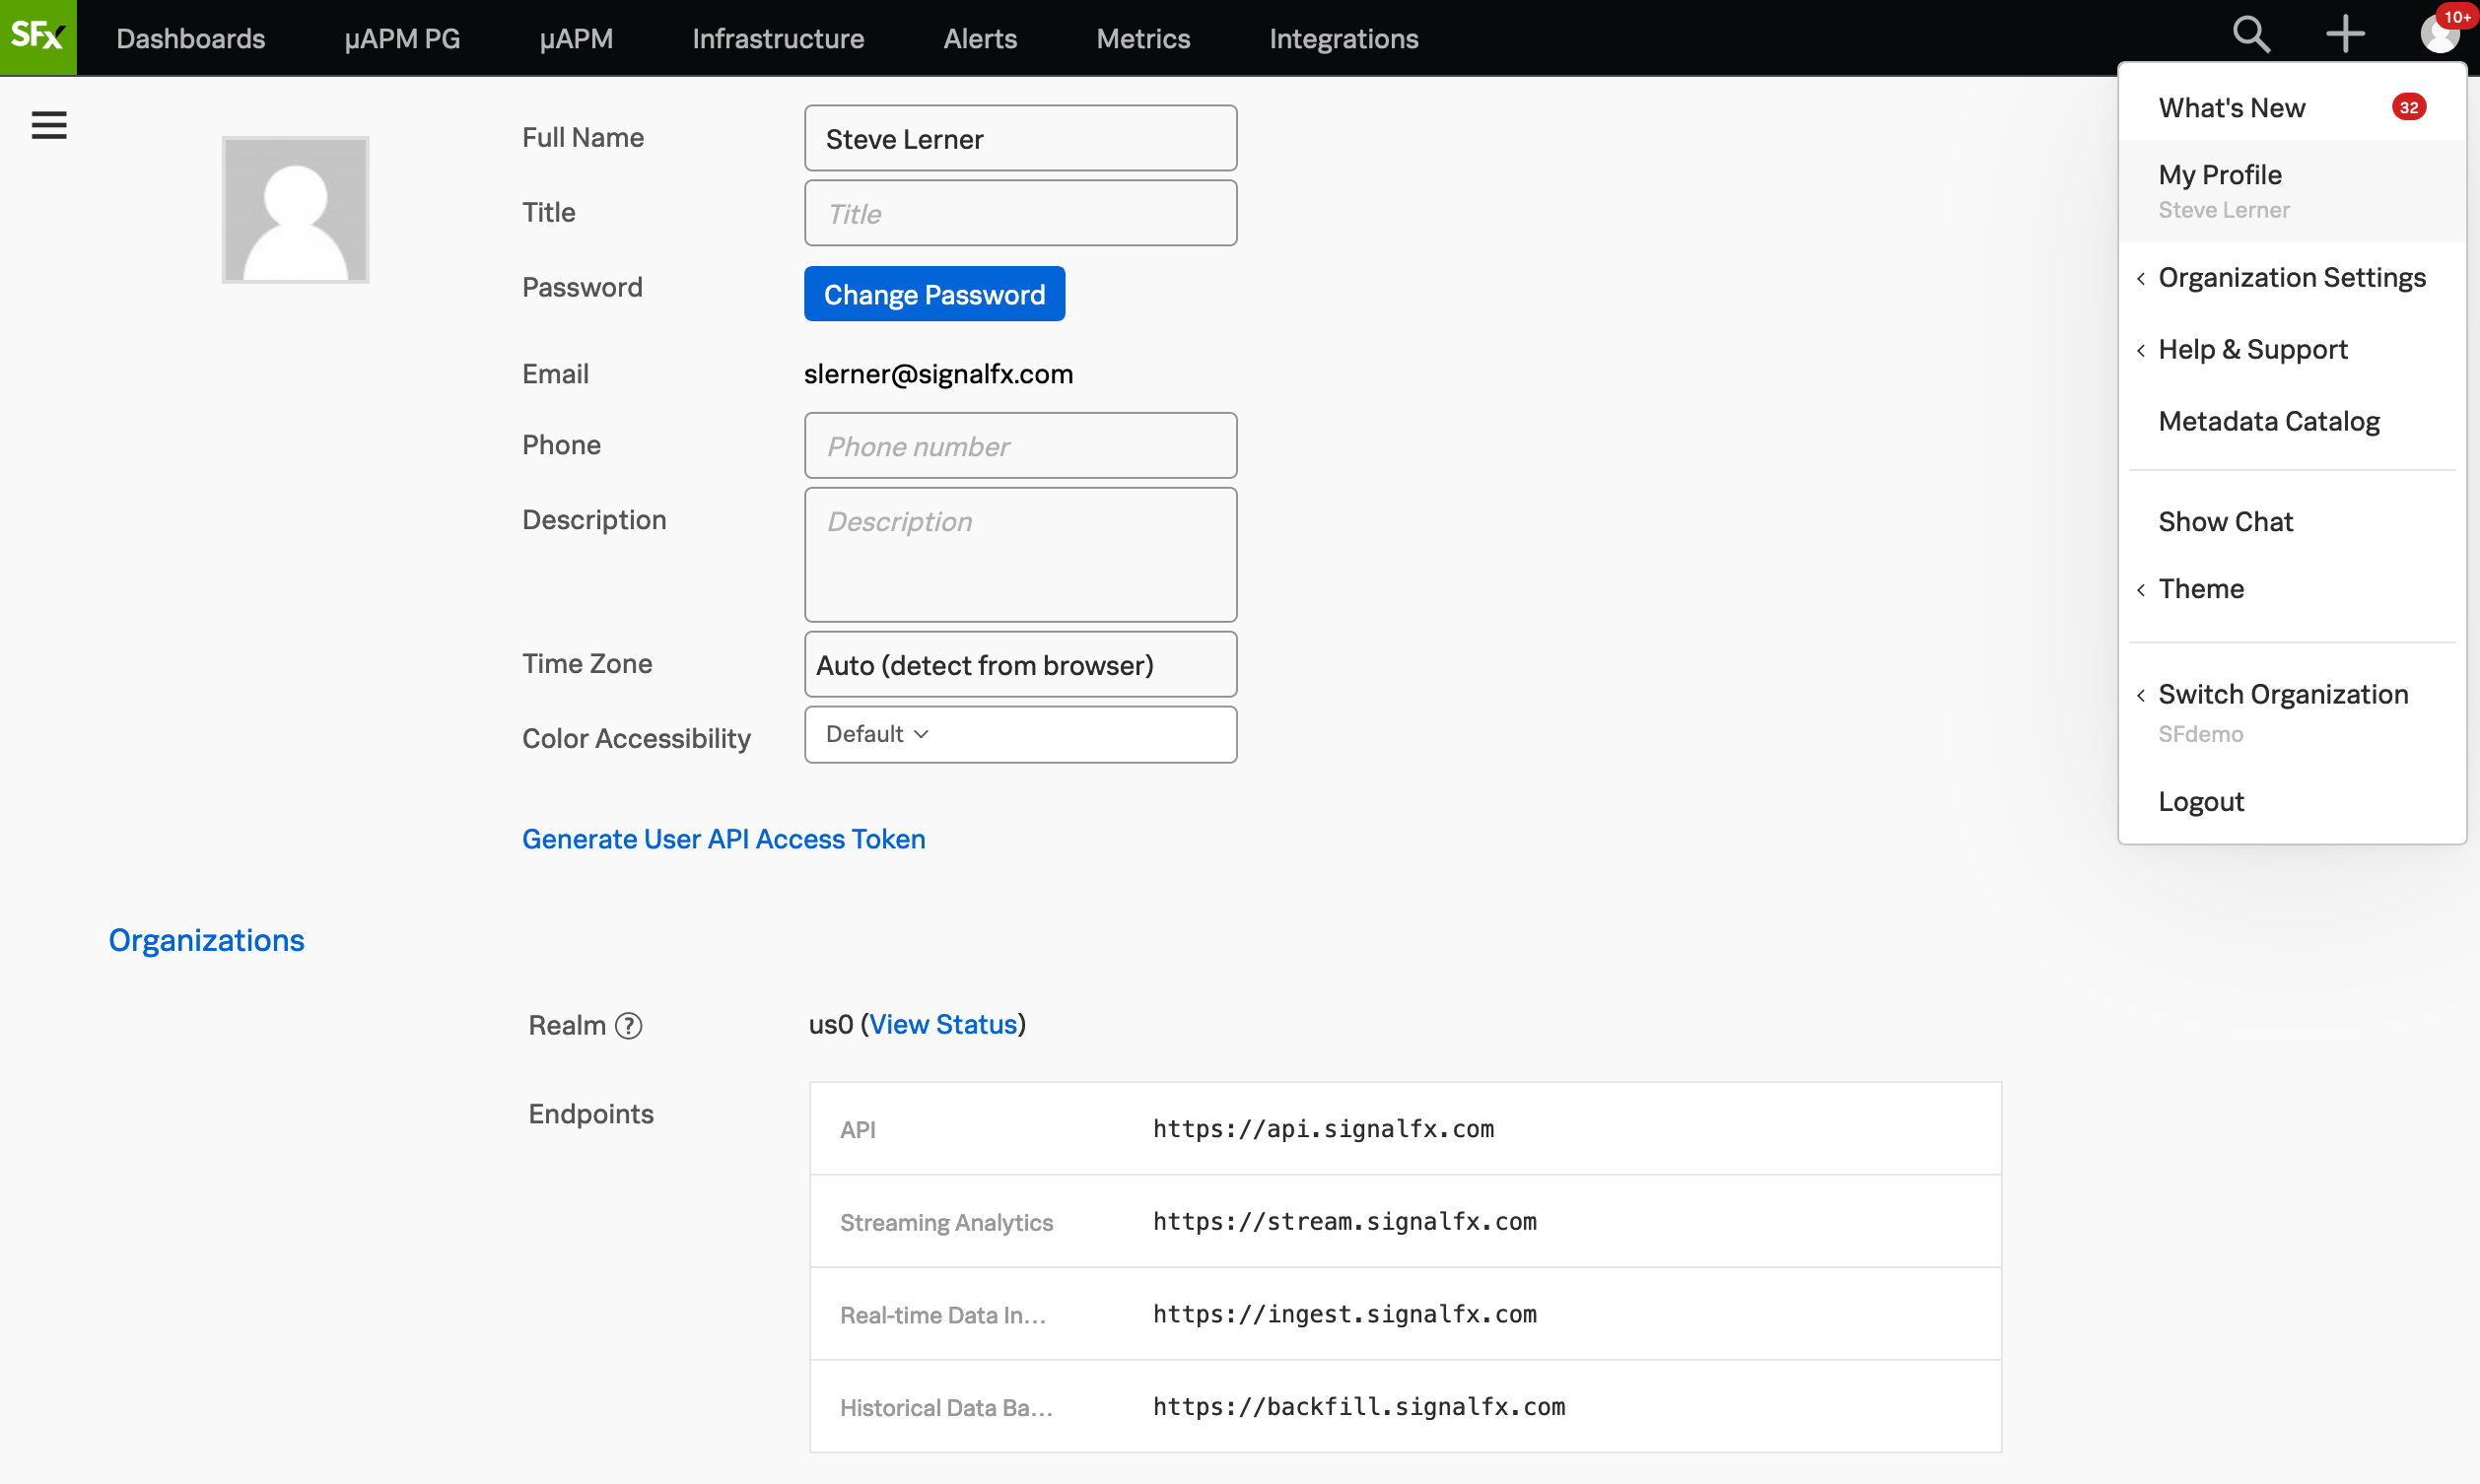 SFx Dashboards µAPM PG µAPM Infrastructure Alerts Metrics Integrations 10+
What's New 32
My Profile
Steve Lerner
Organization Settings
Help & Support
Metadata Catalog
Show Chat
Theme
Switch Organization
SFdemo
Logout
Full Name Steve Lerner
Title Title
Password Change Password
Email slerner@signalfx.com
Phone Phone number
Description Description
Time Zone Auto (detect from browser)
Color Accessibility Default
Generate User API Access Token
Organizations
Realm ? us0 (View Status)
Endpoints
API https://api.signalfx.com
Streaming Analytics https://stream.signalfx.com
Real-time Data In... https://ingest.signalfx.com
Historical Data Ba... https://backfill.signalfx.com